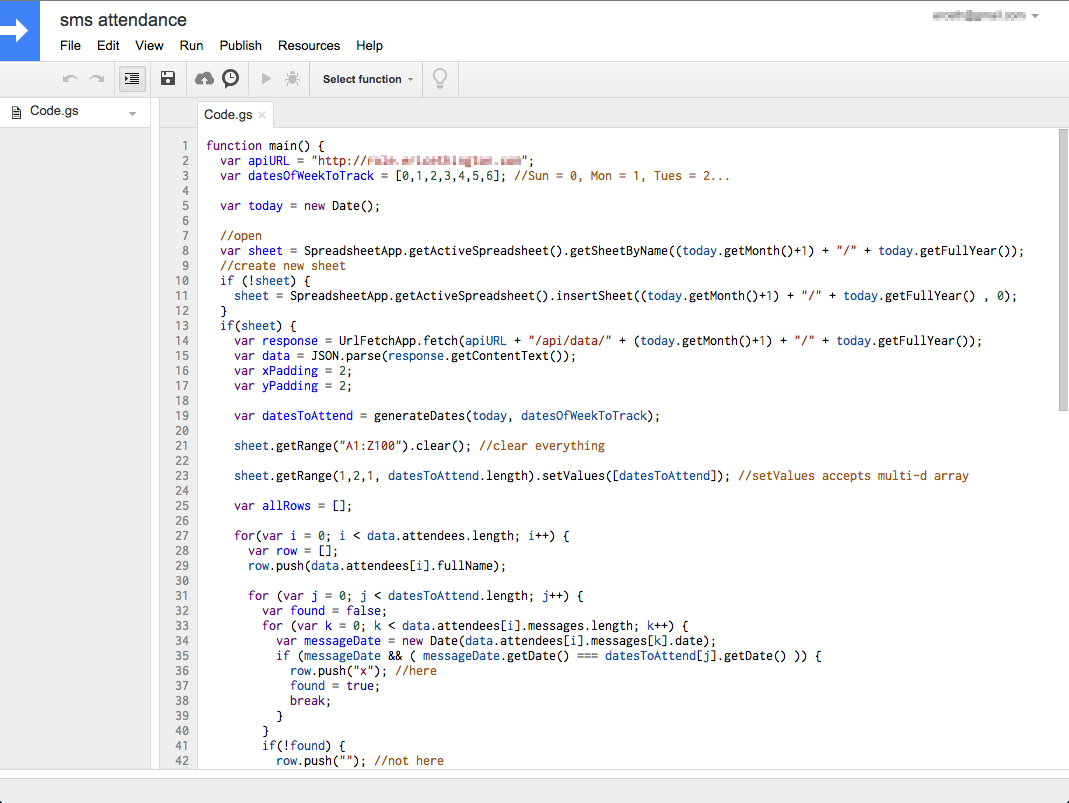 sms attendance
File Edit View Run Publish Resources Help
Select function
Code.gs
Code.gs ×
1 function main() {
2 var apiURL = "http://";
3 var datesOfWeekToTrack = [0,1,2,3,4,5,6]; //Sun = 0, Mon = 1, Tues = 2...
4
5 var today = new Date();
6
7 //open
8 var sheet = SpreadsheetApp.getActiveSpreadsheet().getSheetByName((today.getMonth()+1) + "/" + today.getFullYear());
9 //create new sheet
10 if (!sheet) {
11 sheet = SpreadsheetApp.getActiveSpreadsheet().insertSheet((today.getMonth()+1) + "/" + today.getFullYear() , 0);
12 }
13 if(sheet) {
14 var response = UrlFetchApp.fetch(apiURL + "/api/data/" + (today.getMonth()+1) + "/" + today.getFullYear());
15 var data = JSON.parse(response.getContentText());
16 var xPadding = 2;
17 var yPadding = 2;
18
19 var datesToAttend = generateDates(today, datesOfWeekToTrack);
20
21 sheet.getRange("A1:Z100").clear(); //clear everything
22
23 sheet.getRange(1,2,1, datesToAttend.length).setValues([datesToAttend]); //setValues accepts multi-d array
24
25 var allRows = [];
26
27 for(var i = 0; i < data.attendees.length; i++) {
28 var row = [];
29 row.push(data.attendees[i].fullName);
30
31 for (var j = 0; j < datesToAttend.length; j++) {
32 var found = false;
33 for (var k = 0; k < data.attendees[i].messages.length; k++) {
34 var messageDate = new Date(data.attendees[i].messages[k].date);
35 if (messageDate && ( messageDate.getDate() === datesToAttend[j].getDate() )) {
36 row.push("x"); //here
37 found = true;
38 break;
39 }
40 }
41 if(!found) {
42 row.push(""); //not here